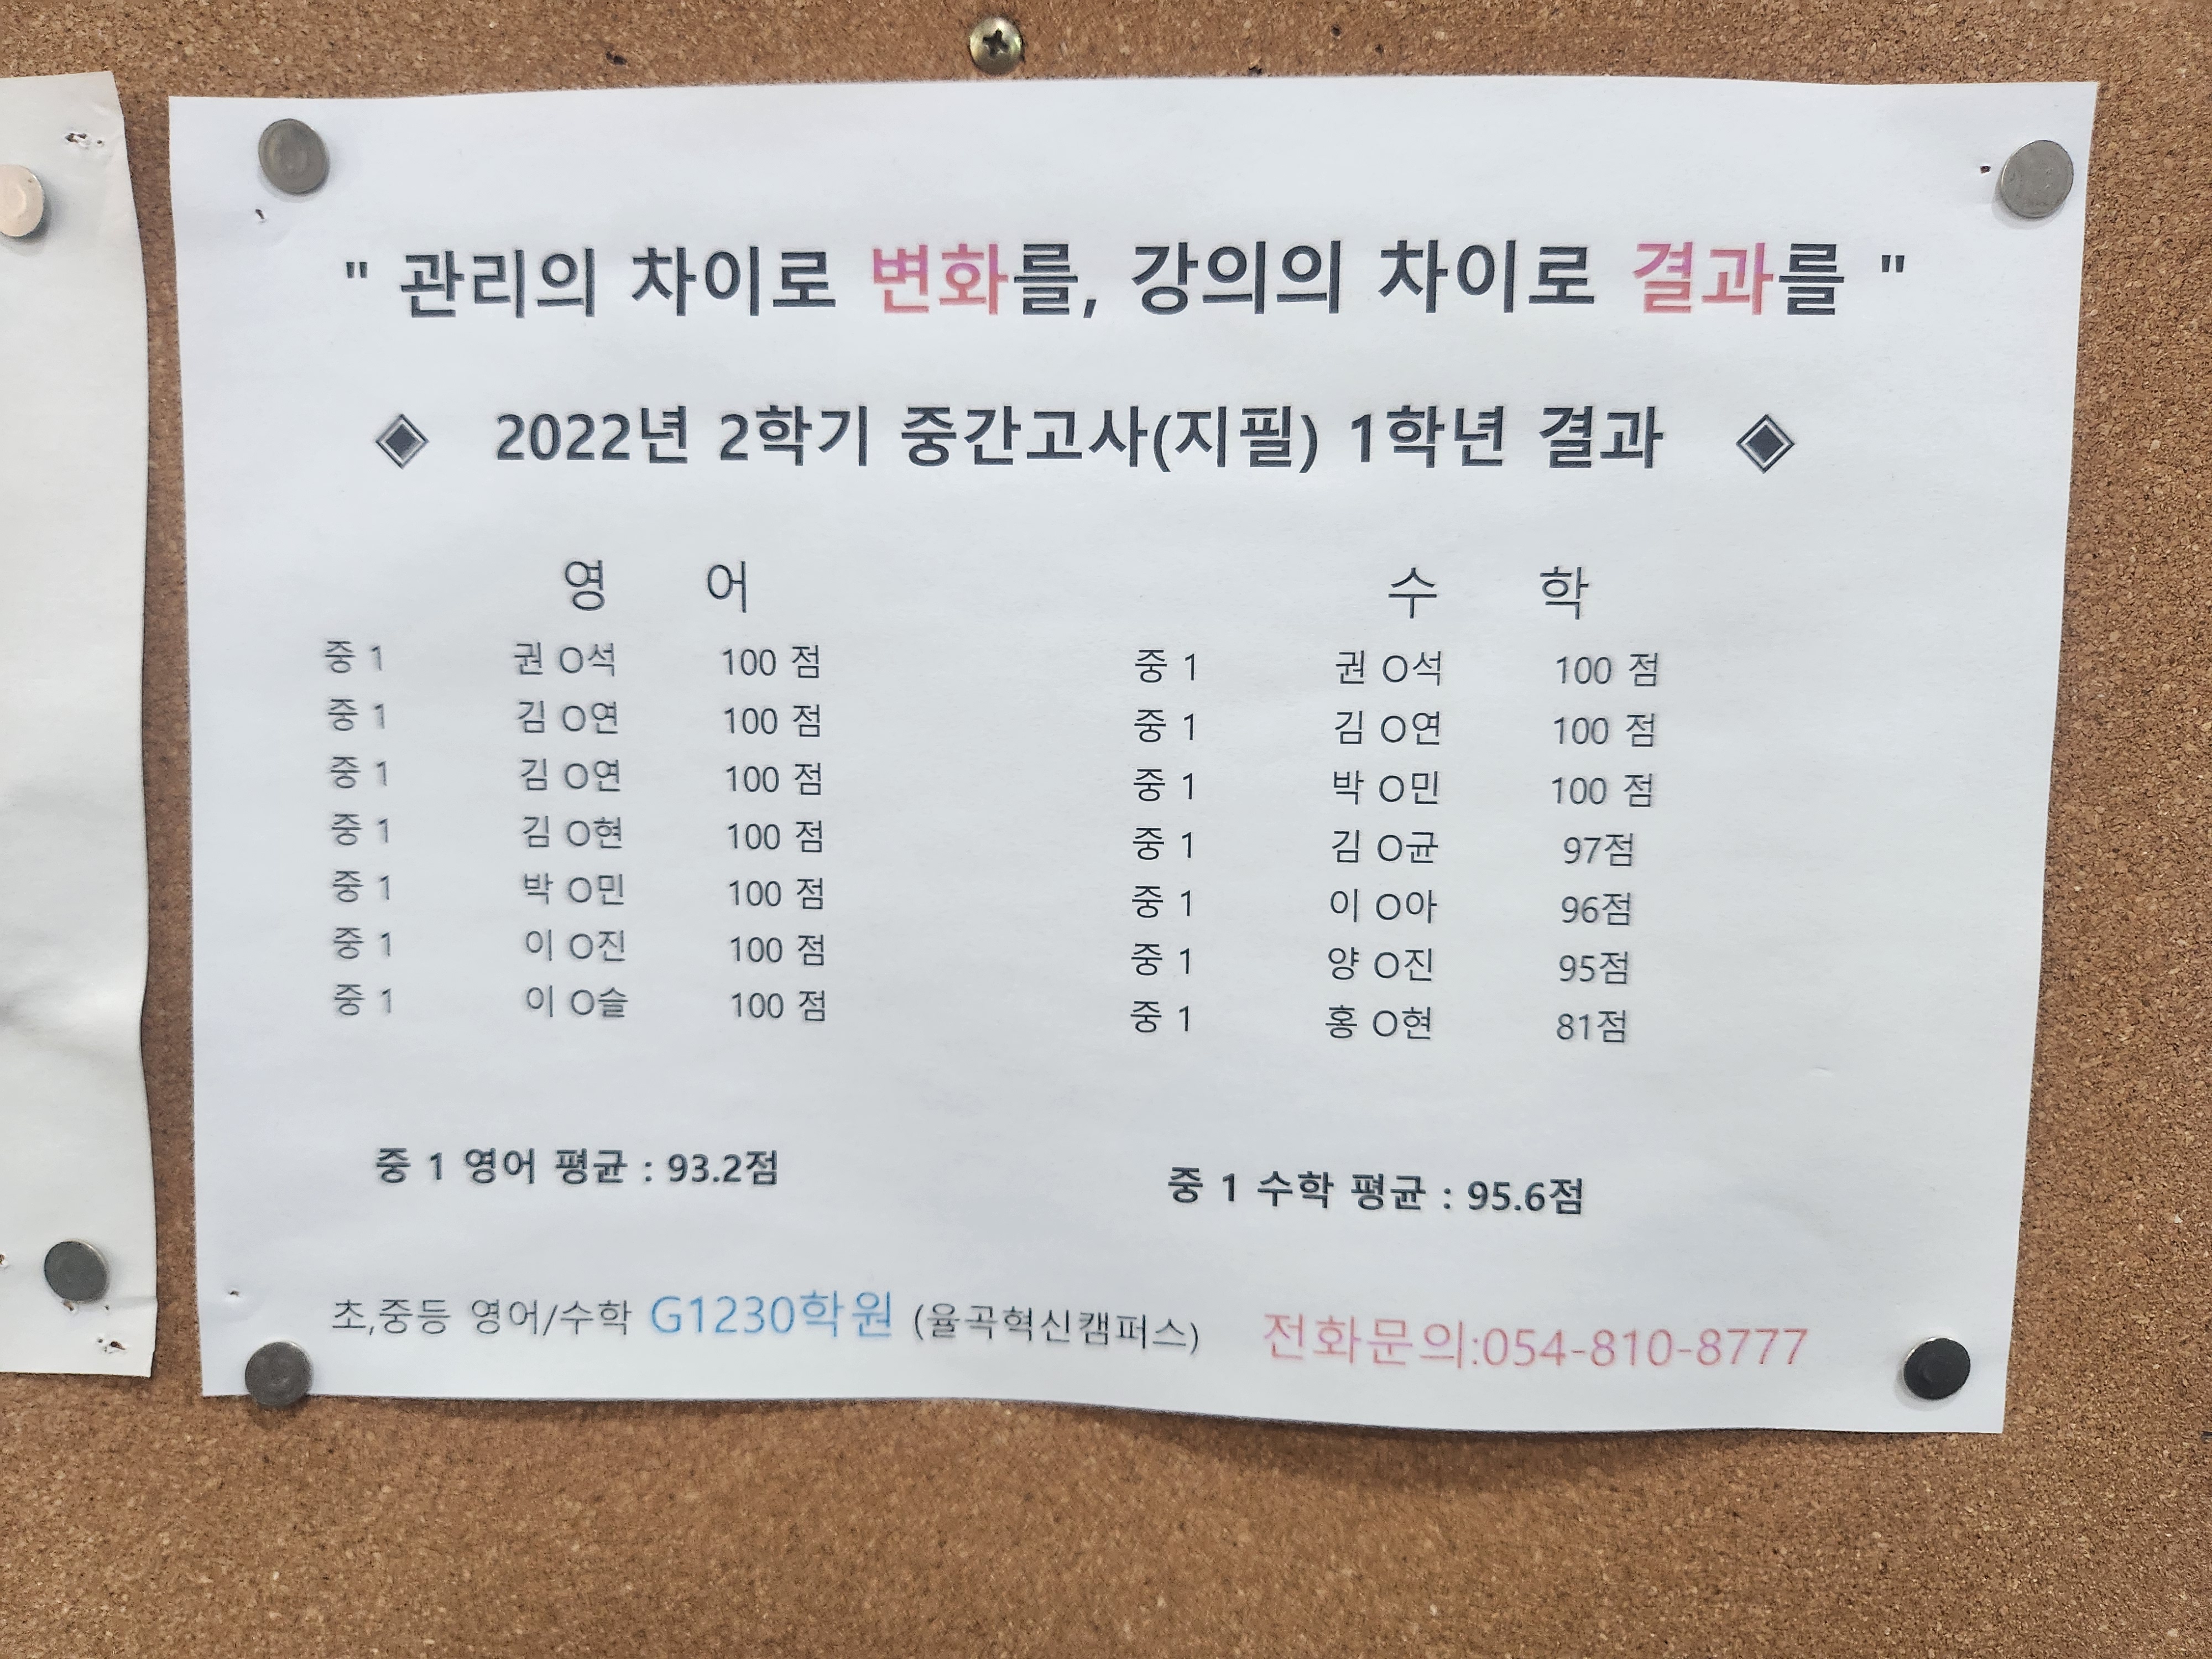 " 관리의 차이로 변화를, 강의의 차이로 결과를 "
◈ 2022년 2학기 중간고사(지필) 1학년 결과 ◈
영 어
중 1 권 O석 100 점
중 1 김 O연 100 점
중 1 김 O연 100 점
중 1 김 O현 100 점
중 1 박 O민 100 점
중 1 이 O진 100 점
중 1 이 O슬 100 점
중 1 영어 평균 : 93.2점
수 학
중 1 권 O석 100 점
중 1 김 O연 100 점
중 1 박 O민 100 점
중 1 김 O균 97점
중 1 이 O아 96점
중 1 양 O진 95점
중 1 홍 O현 81점
중 1 수학 평균 : 95.6점
초,중등 영어/수학 G1230학원 (율곡혁신캠퍼스) 전화문의:054-810-8777